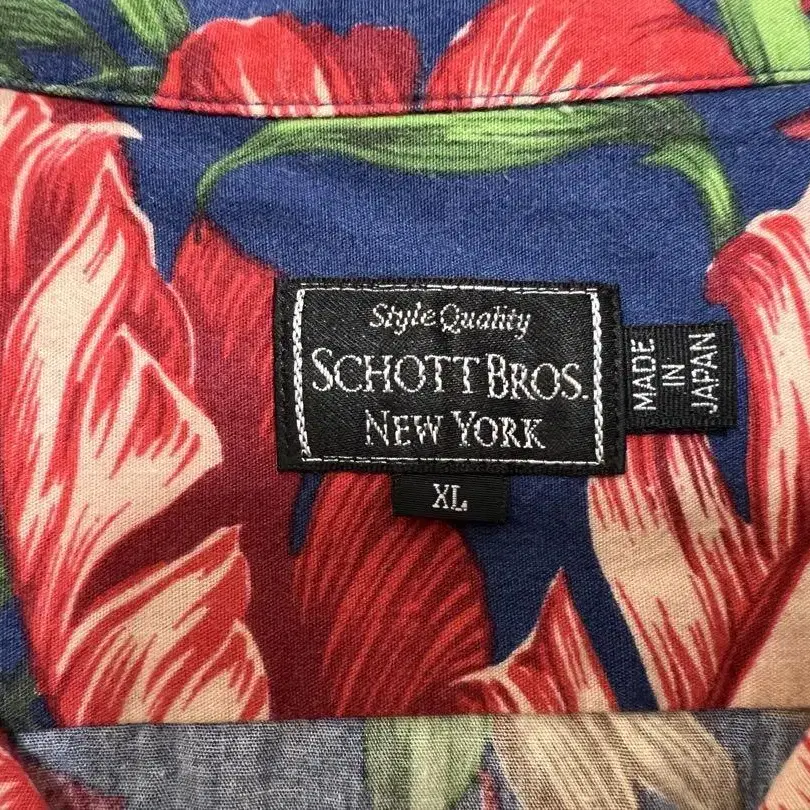 Style Quality
SCHOTT BROS.
NEW YORK
XL
MADE
IN
JAPAN